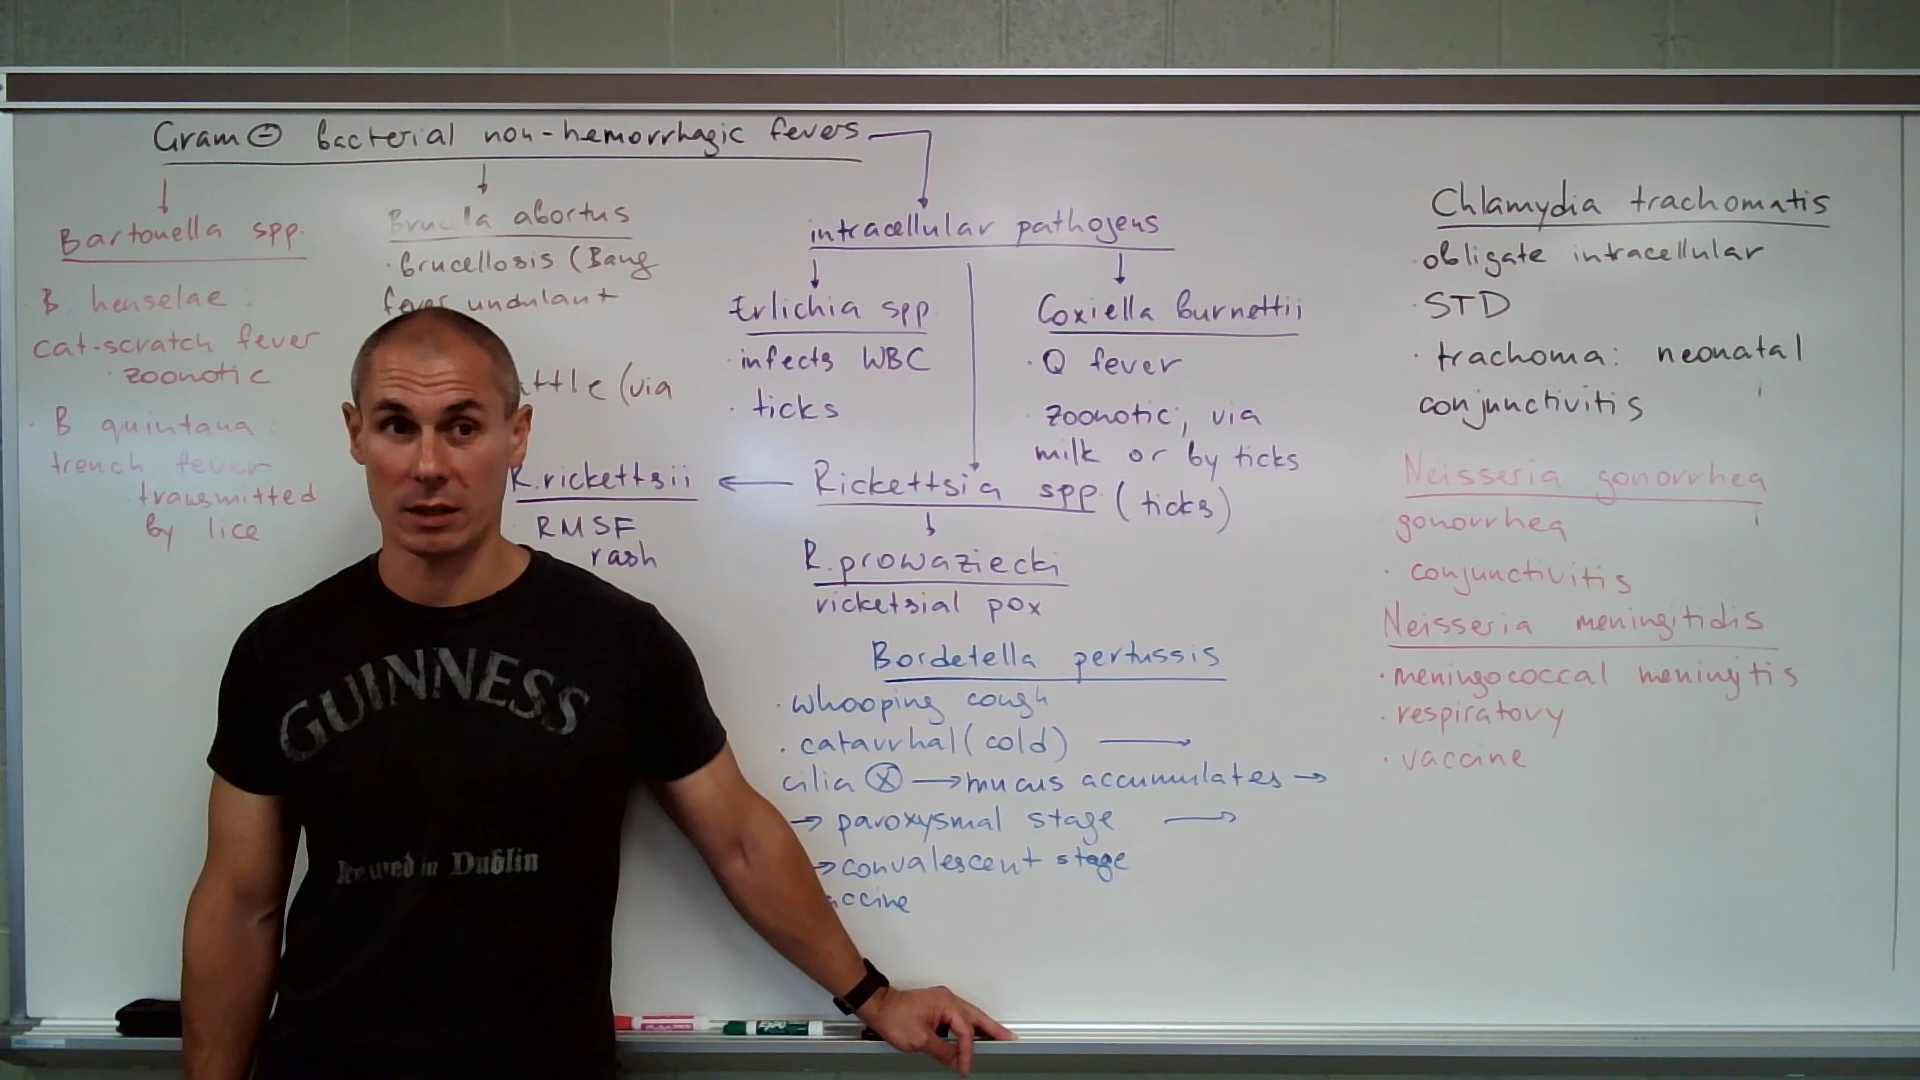 Gram ⊖ bacterial non-hemorrhagic fevers
Bartonella spp.
B. henselae:
cat-scratch fever
· zoonotic
· B quintana:
trench fever
transmitted
by lice
Brucella abortus
· brucellosis (Bang
fever, undulant
attle (via
intracellular pathogens
Erlichia spp.
· infects WBC
· ticks
Coxiella burnettii
· Q fever
· zoonotic, via
milk or by ticks
R. rickettsii ← Rickettsia spp. (ticks)
RMSF
rash
R. prowaziecki
ricketsial pox
Bordetella pertussis
· whooping cough
· catarrhal (cold) →
cilia ⊗ → mucus accumulates →
→ paroxysmal stage →
→ convalescent stage
accine
Chlamydia trachomatis
· obligate intracellular
· STD
· trachoma: neonatal
conjunctivitis
Neisseria gonorrhea
gonorrhea
· conjunctivitis
Neisseria meningitidis
· meningococcal meningitis
· respiratory
· vaccine
GUINNESS
Brewed in Dublin
EXPO